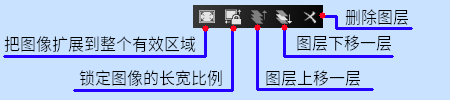 删除图层
把图像扩展到整个有效区域
图层下移一层
锁定图像的长宽比例
图层上移一层